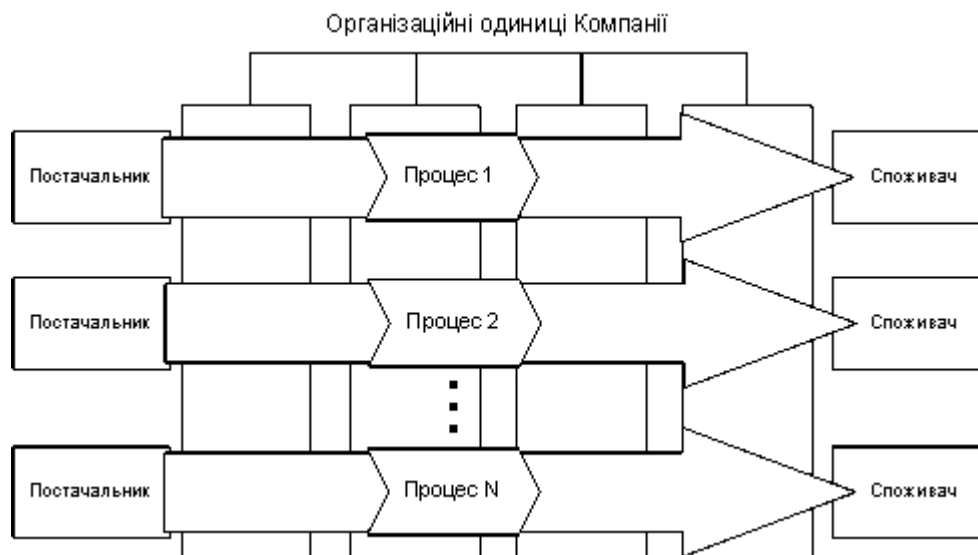 Організаційні одиниці Компанії
Постачальник
Процес 1
Споживач
Постачальник
Процес 2
Споживач
Постачальник
Процес N
Споживач